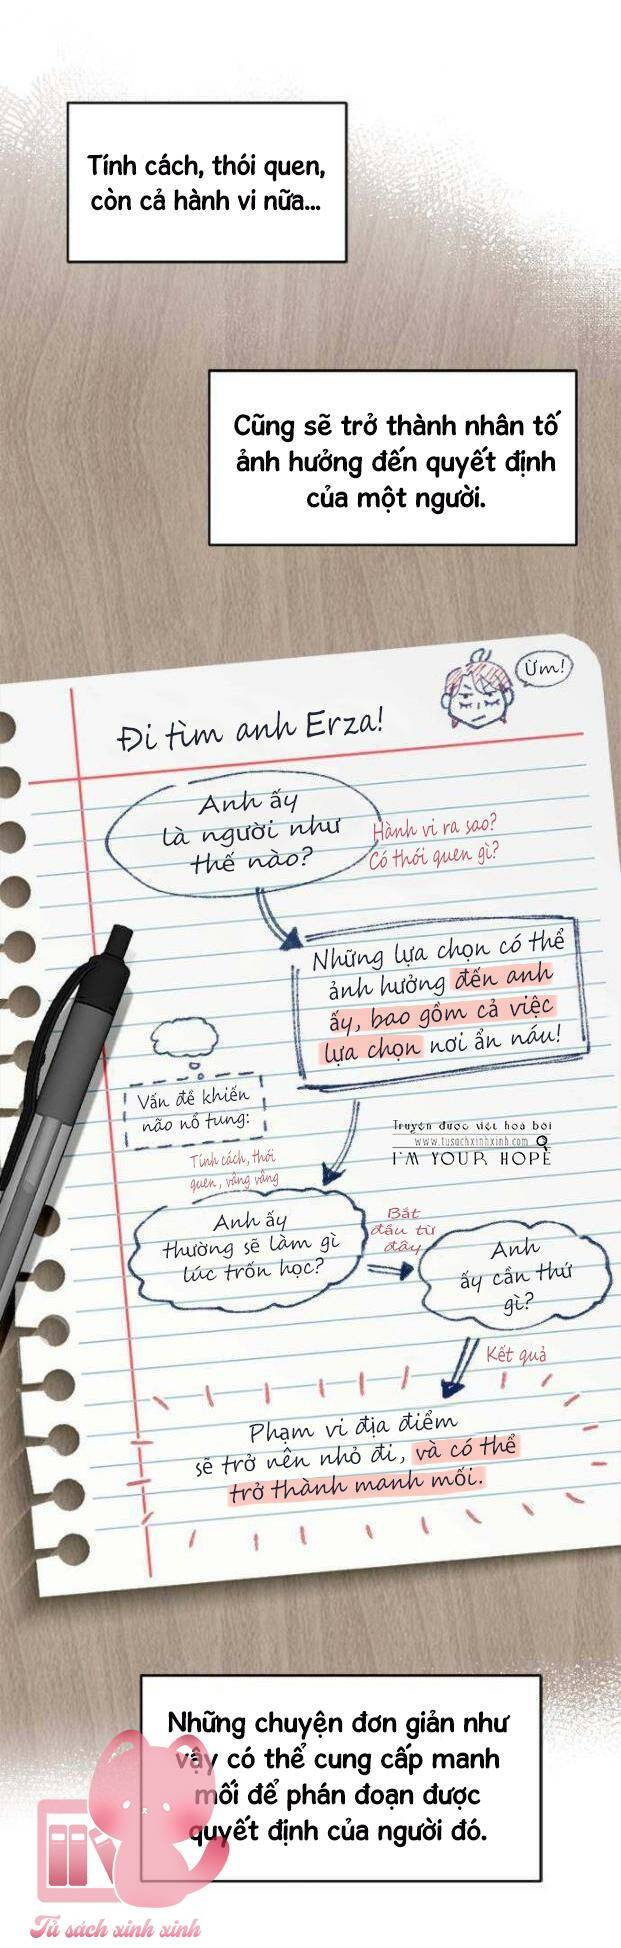 Tính cách, thói quen,
còn cả hành vi nữa...
Cũng sẽ trở thành nhân tố
ảnh hưởng đến quyết định
của một người.
Ừm!
Đi tìm anh Erza!
Anh ấy
là người như
thế nào?
Hành vi ra sao?
Có thói quen gì?
Những lựa chọn có thể
ảnh hưởng đến anh
ấy, bao gồm cả việc
lựa chọn nơi ẩn náu!
Vấn đề khiến
não nổ tung:
Truyện được việt hoá bởi
www.tusachxinhxinh.com
I'M YOUR HOPE
Tính cách, thói
quen, vâng vâng
Anh ấy
thường sẽ làm gì
lúc trốn học?
Bắt
đầu từ
đây
Anh
ấy cần thứ
gì?
Kết quả
Phạm vi địa điểm
sẽ trở nên nhỏ đi, và có thể
trở thành manh mối.
Những chuyện đơn giản như
vậy có thể cung cấp manh
mối để phán đoạn được
quyết định của người đó.
Tủ sách xinh xinh